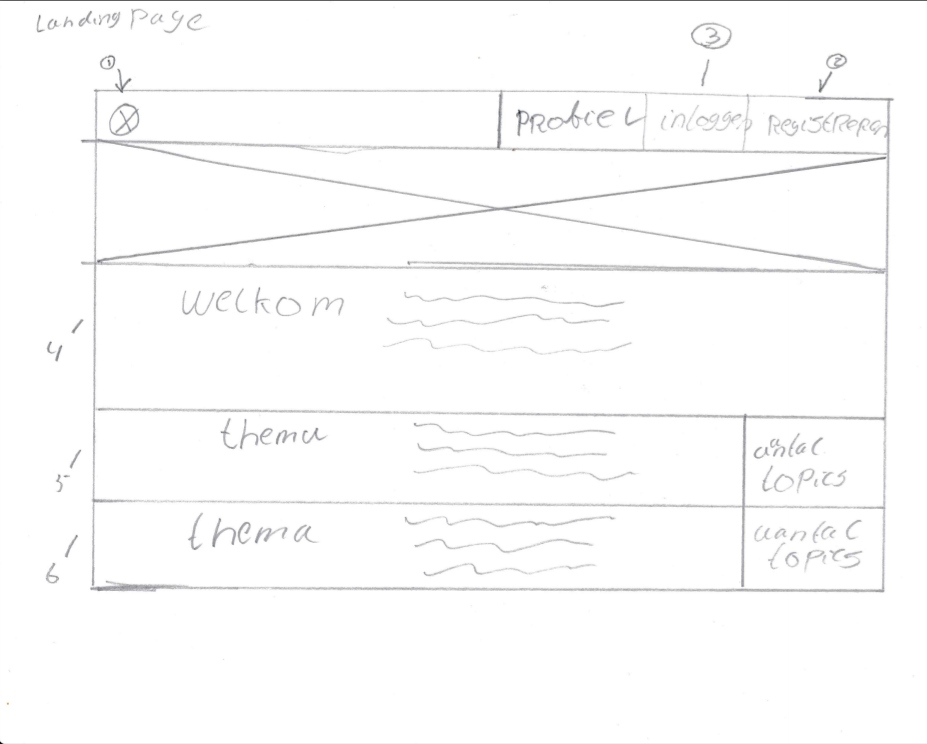 Landing Page
1
3
2
PROFIEL inloggen RegistReren
welkom
4
thema
aantal
topics
5
thema
aantal
topics
6